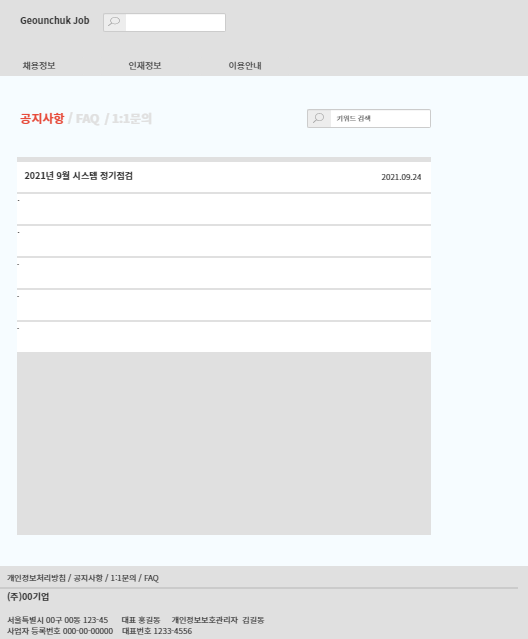 Geounchuk Job
채용정보 인재정보 이용안내
공지사항 / FAQ / 1:1문의
키워드 검색
2021년 9월 시스탬 정기점검 2021.09.24
-
-
-
-
-
개인정보처리방침 / 공지사항 / 1:1문의 / FAQ
(주)00기업
서울특별시 00구 00동 123-45 대표 홍길동 개인정보보호관리자 김길동
사업자 등록번호 000-00-00000 대표번호 1233-4556